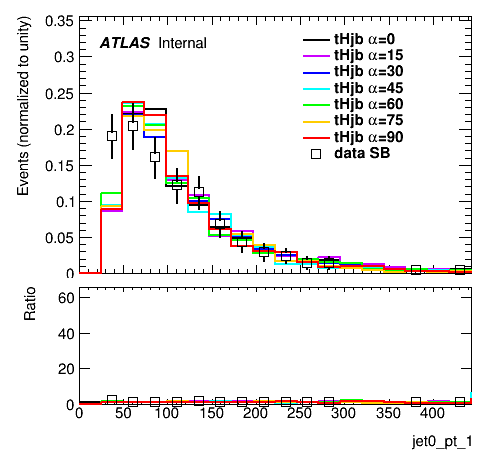 0.35
0.3
0.25
0.2
0.15
0.1
0.05
0
Events (normalized to unity)
ATLAS Internal
tHjb α=0
tHjb α=15
tHjb α=30
tHjb α=45
tHjb α=60
tHjb α=75
tHjb α=90
data SB
Ratio
60
40
20
0
0 50 100 150 200 250 300 350 400
jet0_pt_1